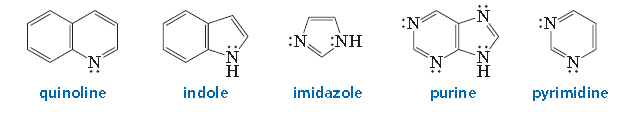 :N :NH :N N:
N N H N N H N
quinoline indole imidazole purine pyrimidine